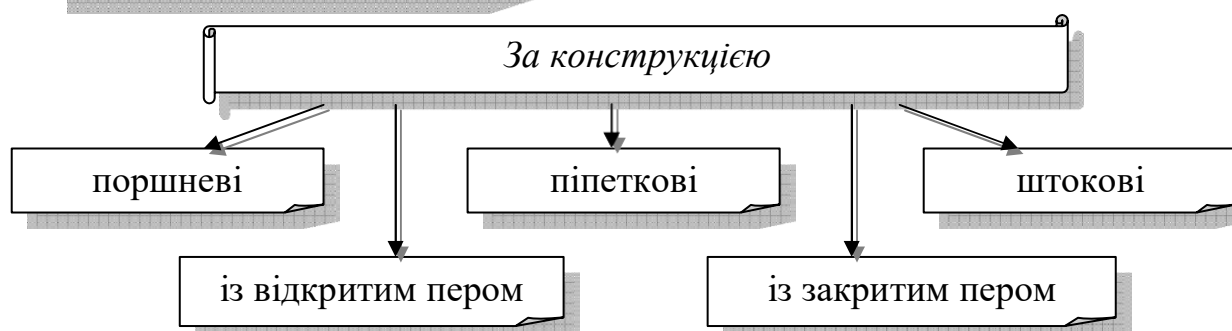 За конструкцією
поршневі
піпеткові
штокові
із відкритим пером
із закритим пером